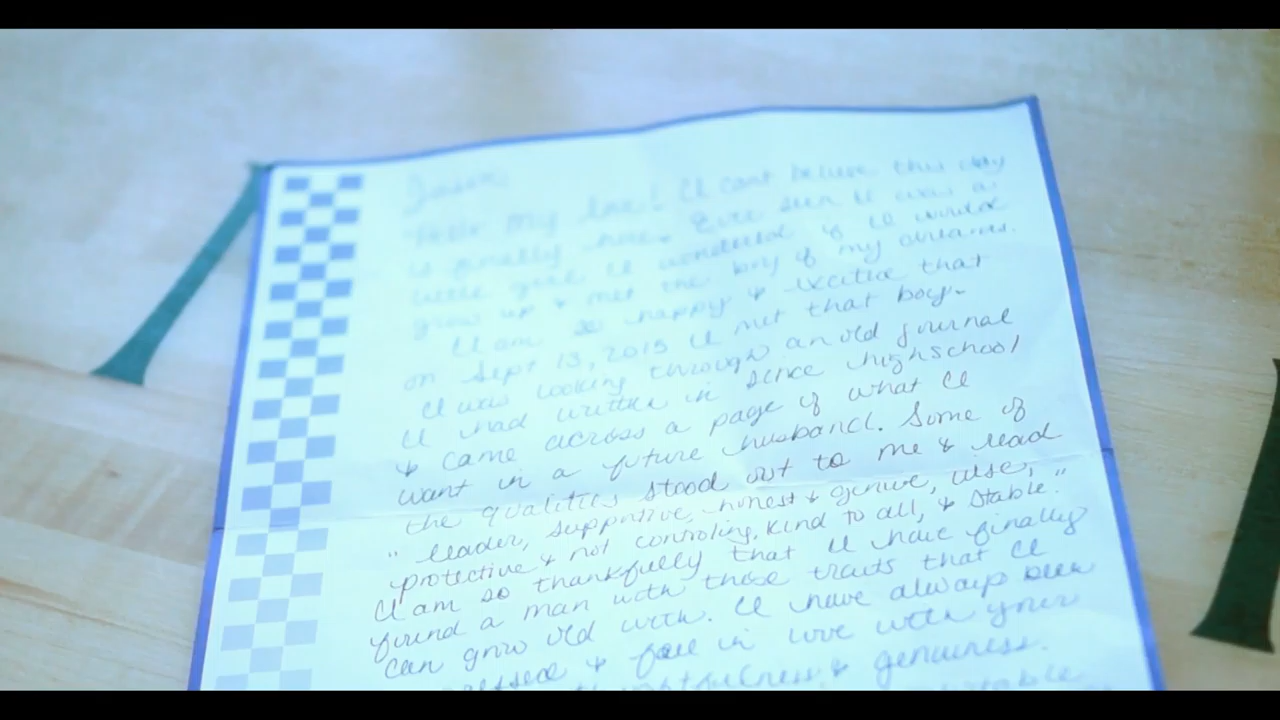 Jason,
Hello my love! I cant believe this day
is finally here. Ever sence I was a
little girl I wondered if I would
grow up & met the boy of my dreams.
I am so happy & excited that
on Sept 13, 2015 I met that boy.
I was looking through an old journal
I had written in since highschool
& came across a page of what I
want in a future husband. Some of
the qualities stood out to me & read
" leader, supportive, honest & genuine, wise,
protective & not controling, kind to all, & stable."
I am so thankfully that I have finally
found a man with those traits that I
can grow old with. I have always been
& fall in love with your
& genuiness.